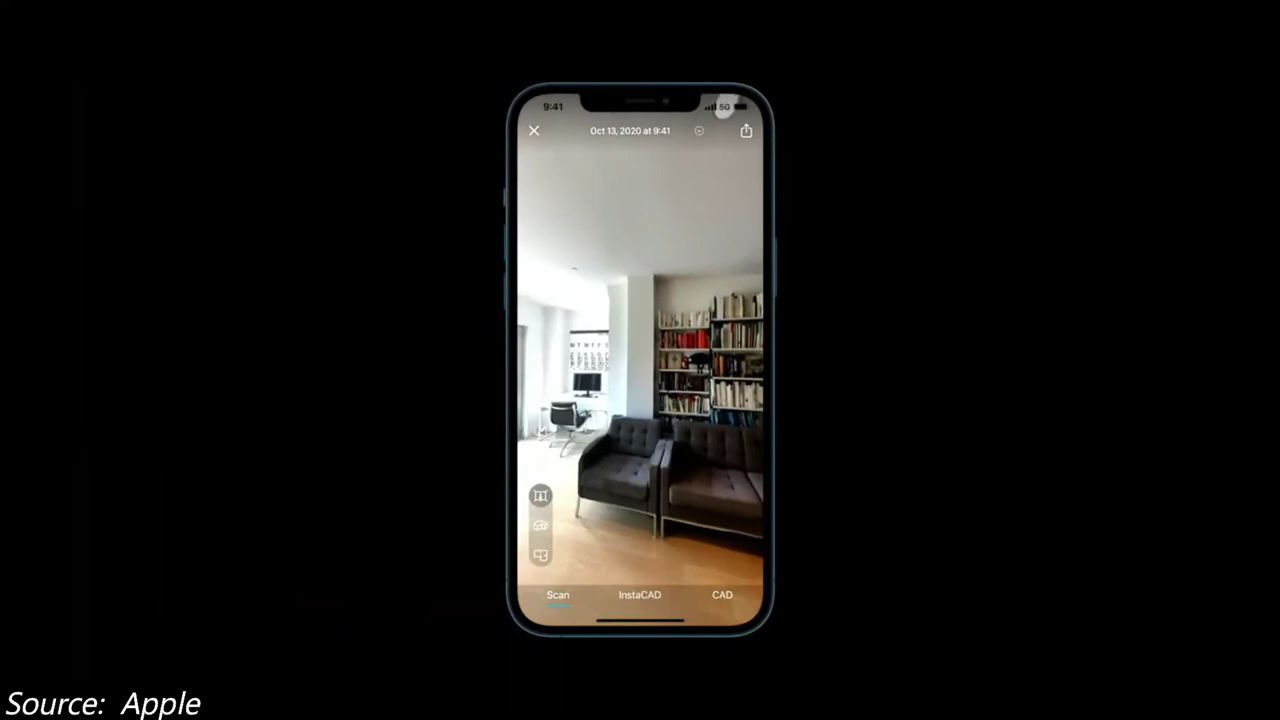 9:41
5G
Oct 13, 2020 at 9:41
M T W T F S
Scan InstaCAD CAD
Source: Apple